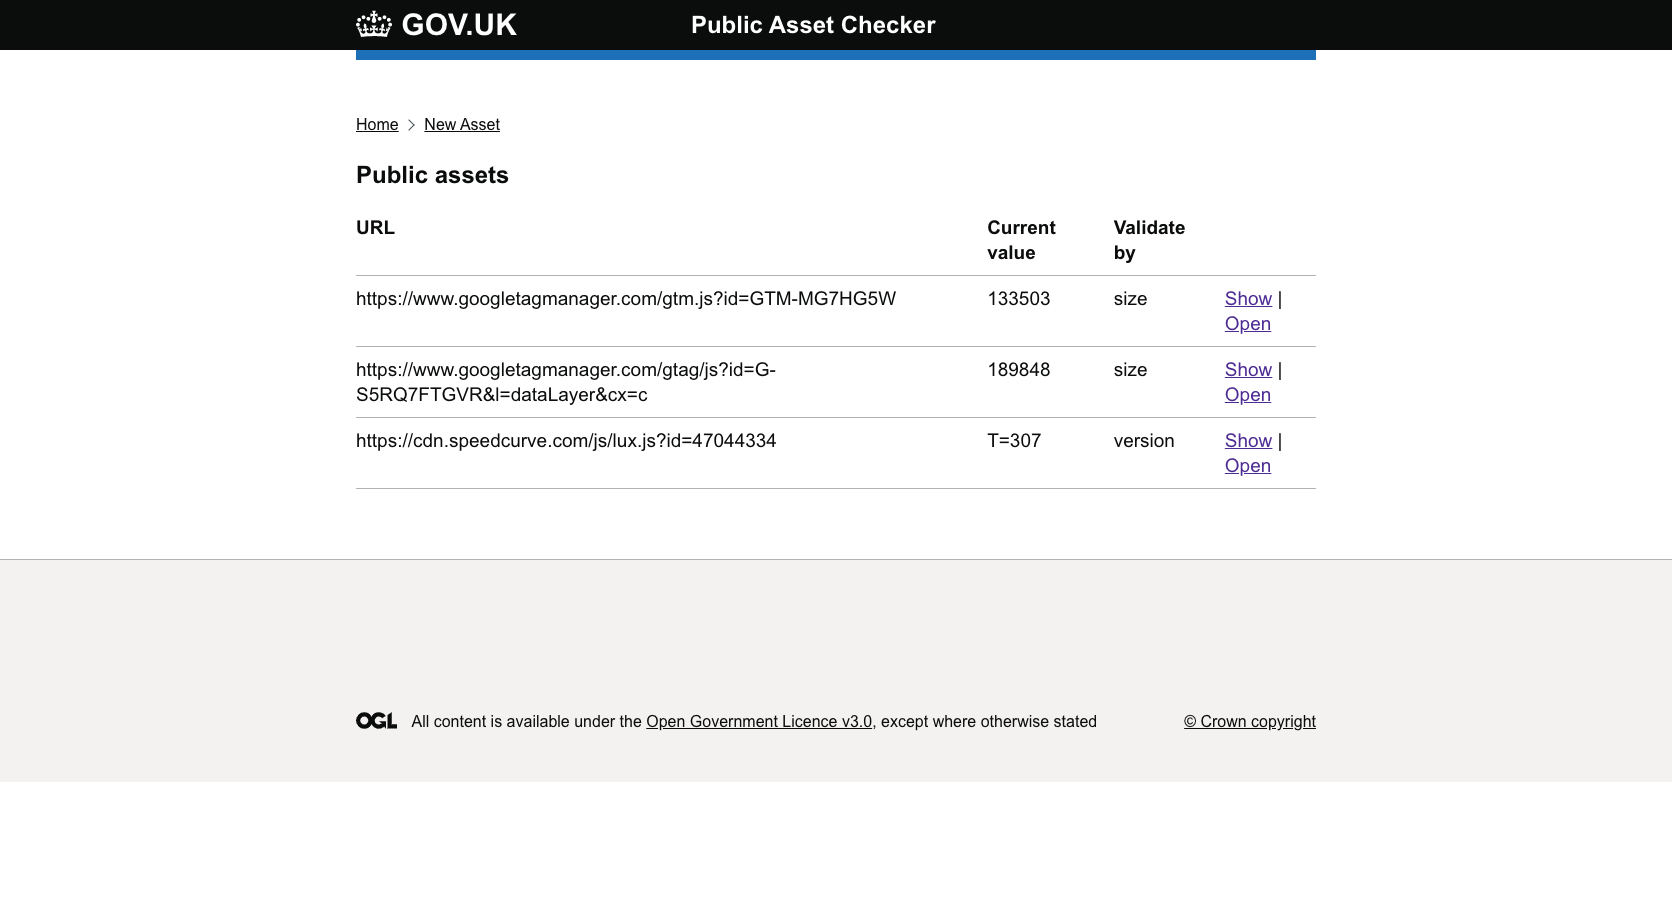 GOV.UK Public Asset Checker
Home > New Asset
Public assets
URL Current value Validate by
https://www.googletagmanager.com/gtm.js?id=GTM-MG7HG5W 133503 size Show |
Open
https://www.googletagmanager.com/gtag/js?id=G- 189848 size Show |
S5RQ7FTGVR&l=dataLayer&cx=c Open
https://cdn.speedcurve.com/js/lux.js?id=47044334 T=307 version Show |
Open
OGL All content is available under the Open Government Licence v3.0, except where otherwise stated © Crown copyright